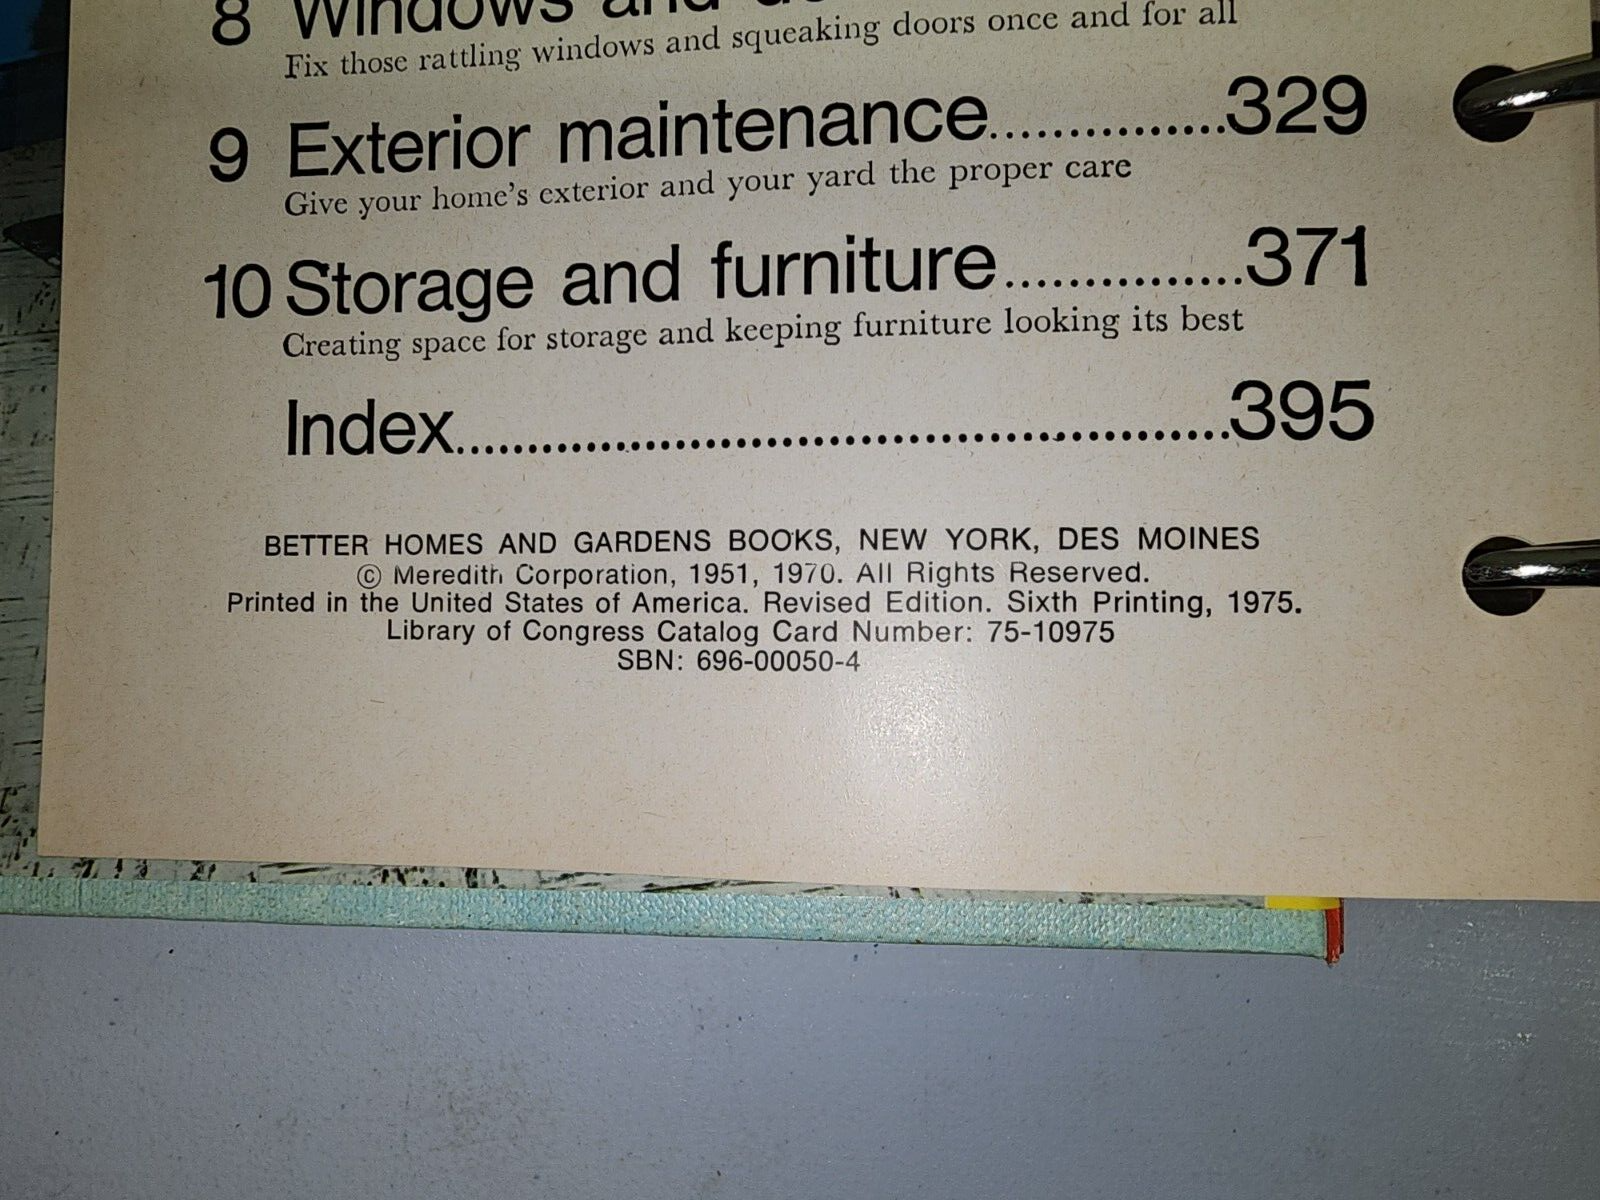 8 Windows and
Fix those rattling windows and squeaking doors once and for all
9 Exterior maintenance...............329
Give your home's exterior and your yard the proper care
10 Storage and furniture...............371
Creating space for storage and keeping furniture looking its best
Index......................................................395
BETTER HOMES AND GARDENS BOOKS, NEW YORK, DES MOINES
© Meredith Corporation, 1951, 1970. All Rights Reserved.
Printed in the United States of America. Revised Edition. Sixth Printing, 1975.
Library of Congress Catalog Card Number: 75-10975
SBN: 696-00050-4